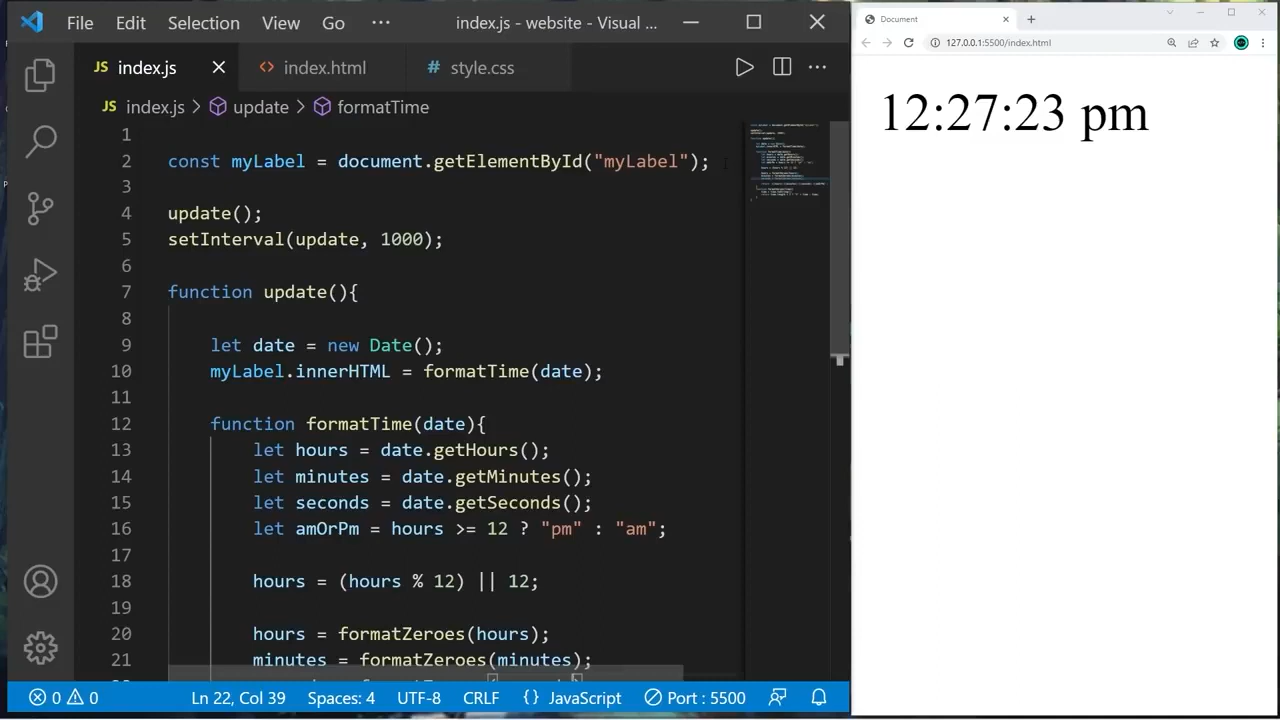 File Edit Selection View Go ··· index.js - website - Visual ...
JS index.js <> index.html # style.css ···
JS index.js > update > formatTime
1
2 const myLabel = document.getElementById("myLabel");
3
4 update();
5 setInterval(update, 1000);
6
7 function update(){
8
9 let date = new Date();
10 myLabel.innerHTML = formatTime(date);
11
12 function formatTime(date){
13 let hours = date.getHours();
14 let minutes = date.getMinutes();
15 let seconds = date.getSeconds();
16 let amOrPm = hours >= 12 ? "pm" : "am";
17
18 hours = (hours % 12) || 12;
19
20 hours = formatZeroes(hours);
21 minutes = formatZeroes(minutes);
0 0 Ln 22, Col 39 Spaces: 4 UTF-8 CRLF {} JavaScript Port : 5500
Document
127.0.0.1:5500/index.html
12:27:23 pm